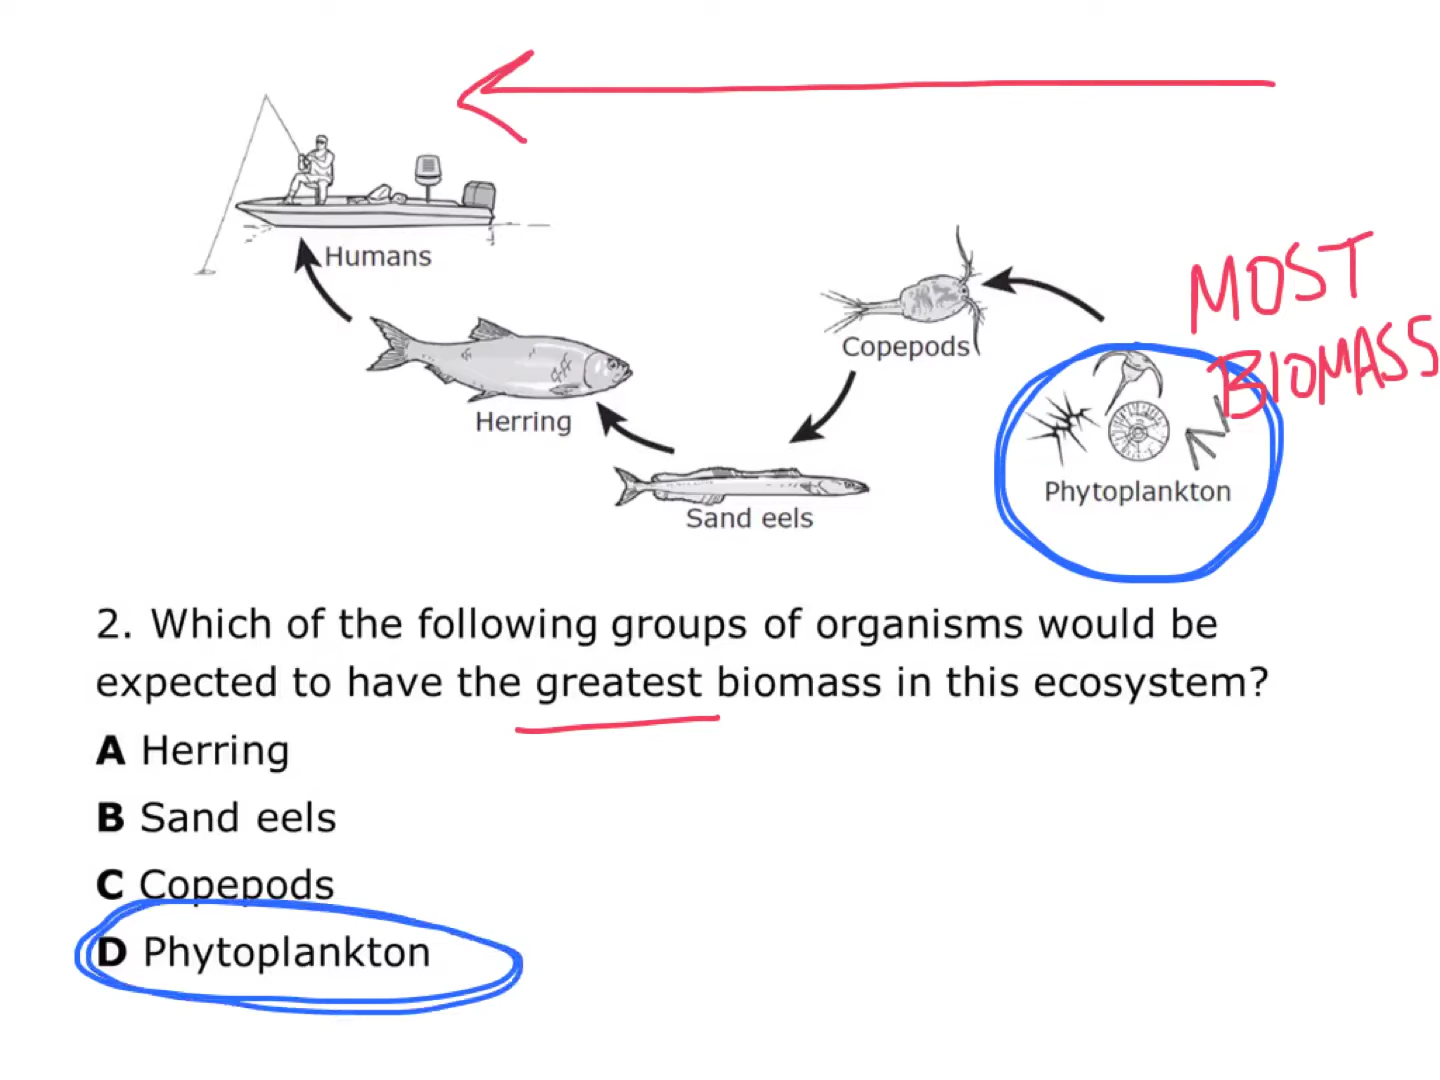 Humans
MOST
BIOMASS
Copepods
Herring
Phytoplankton
Sand eels
2. Which of the following groups of organisms would be
expected to have the greatest biomass in this ecosystem?
A Herring
B Sand eels
C Copepods
D Phytoplankton